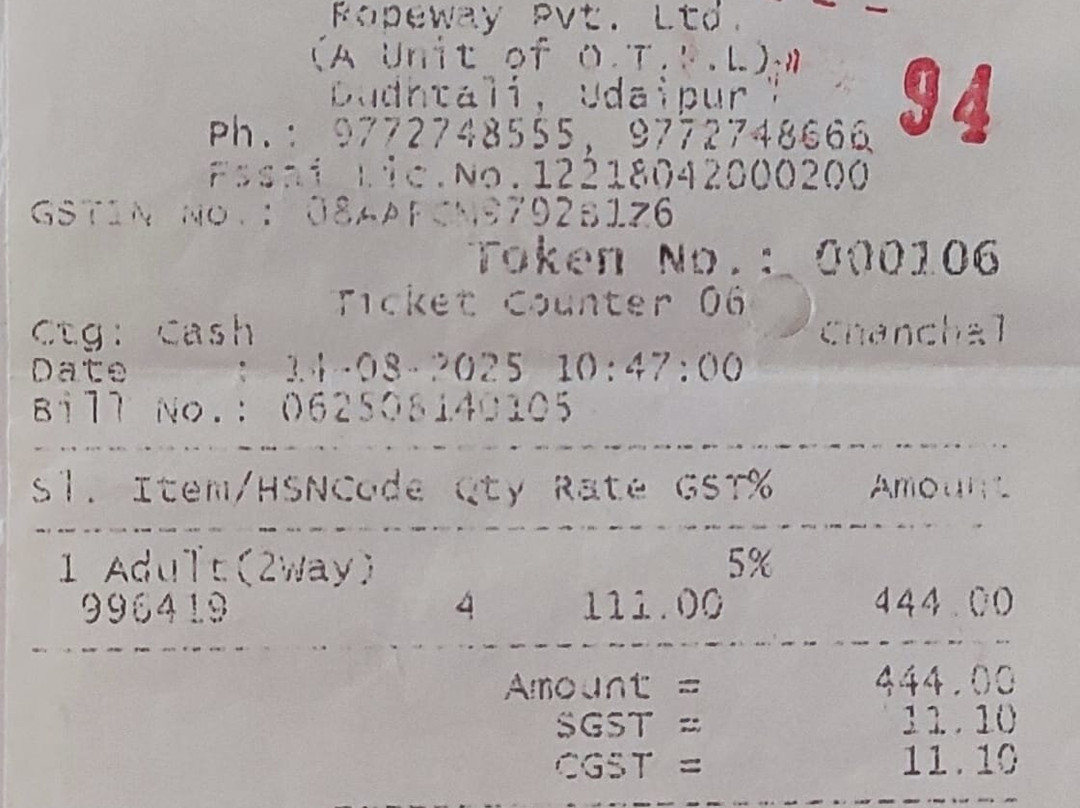 Ropeway Pvt. Ltd.
(A Unit of O.T. .L)
94
Dudhtali, Udaipur
Ph.: 9772748555, 9772748666
Fssai Lic.No.12218042000200
GSTIN No.:
Token No.: 000106
Ticket Counter 06
Ctg: Cash Chanchal
Date : 14-08-2025 10:47:00
Bill No.: 062508140105
Sl. Item/HSNCode Qty Rate GST% Amount
1 Adult(2Way) 5%
996419 4 111.00 444.00
Amount = 444.00
SGST = 11.10
CGST = 11.10